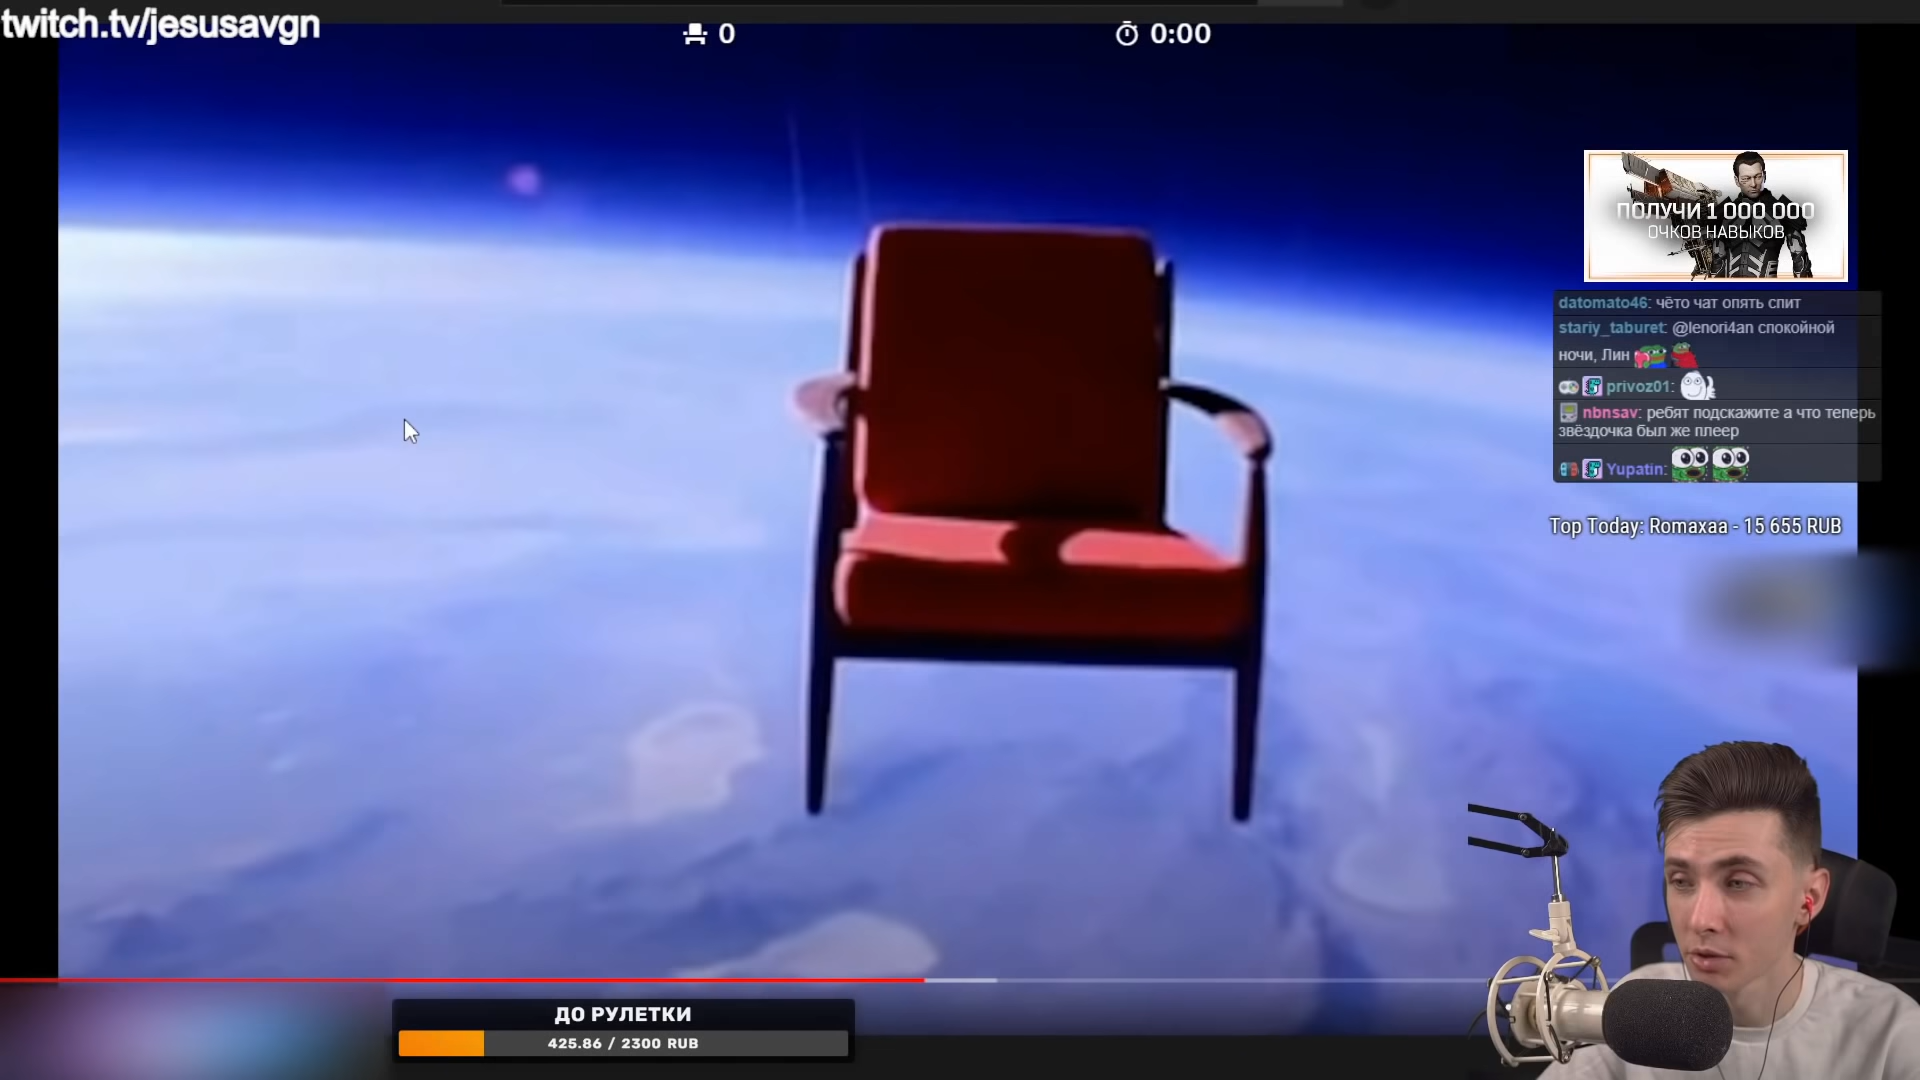 twitch.tv/jesusavgn
0
0:00
ПОЛУЧИ 1 000 000
ОЧКОВ НАВЫКОВ
datomato46: чёто чат опять спит
stariy_taburet: @lenori4an спокойной
ночи, Лин
privoz01:
nbnsav: ребят подскажите а что теперь
звёздочка был же плеер
Yupatin:
Top Today: Romaxaa - 15 655 RUB
ДО РУЛЕТКИ
425.86 / 2300 RUB